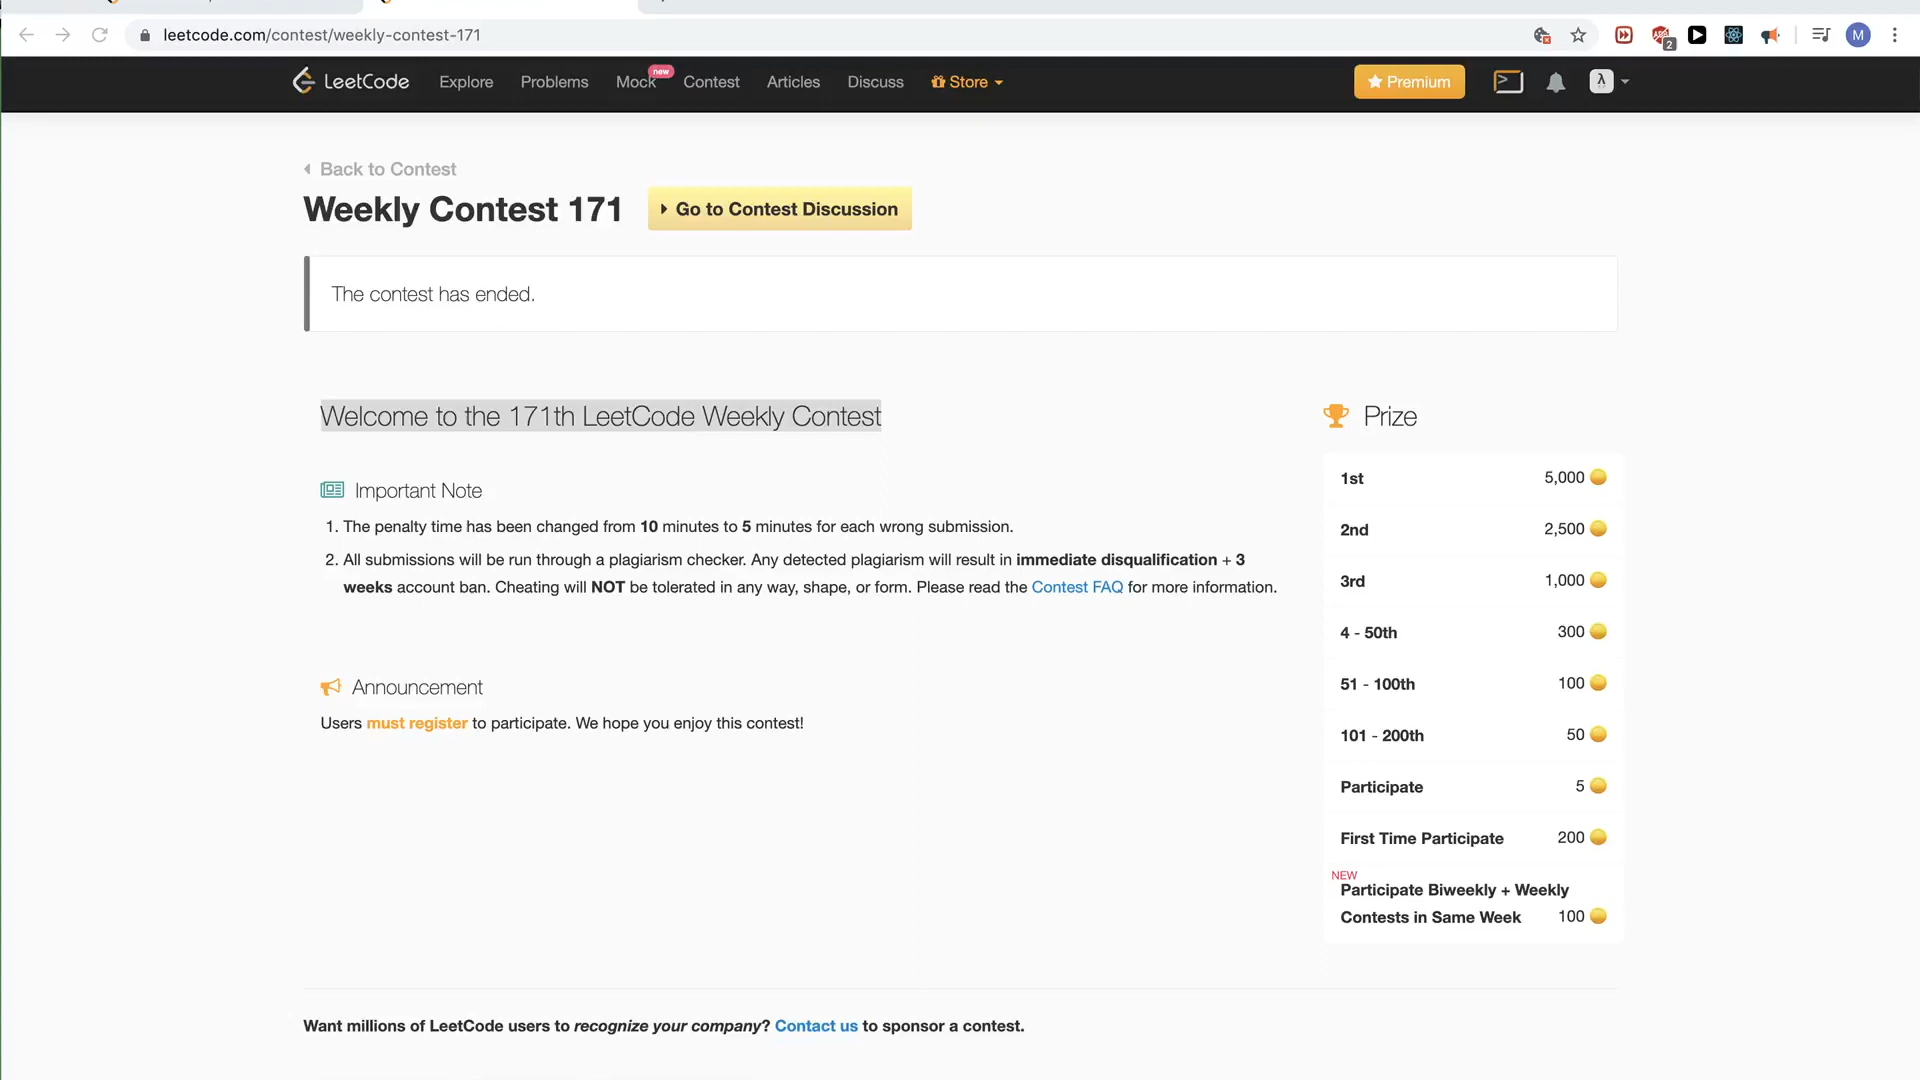 leetcode.com/contest/weekly-contest-171
2
M
LeetCode Explore Problems Mock new Contest Articles Discuss Store Premium
Back to Contest
Weekly Contest 171 Go to Contest Discussion
The contest has ended.
Welcome to the 171th LeetCode Weekly Contest
Important Note
1. The penalty time has been changed from 10 minutes to 5 minutes for each wrong submission.
2. All submissions will be run through a plagiarism checker. Any detected plagiarism will result in immediate disqualification + 3
weeks account ban. Cheating will NOT be tolerated in any way, shape, or form. Please read the Contest FAQ for more information.
Announcement
Users must register to participate. We hope you enjoy this contest!
Prize
1st 5,000
2nd 2,500
3rd 1,000
4 - 50th 300
51 - 100th 100
101 - 200th 50
Participate 5
First Time Participate 200
NEW
Participate Biweekly + Weekly
Contests in Same Week 100
Want millions of LeetCode users to recognize your company? Contact us to sponsor a contest.